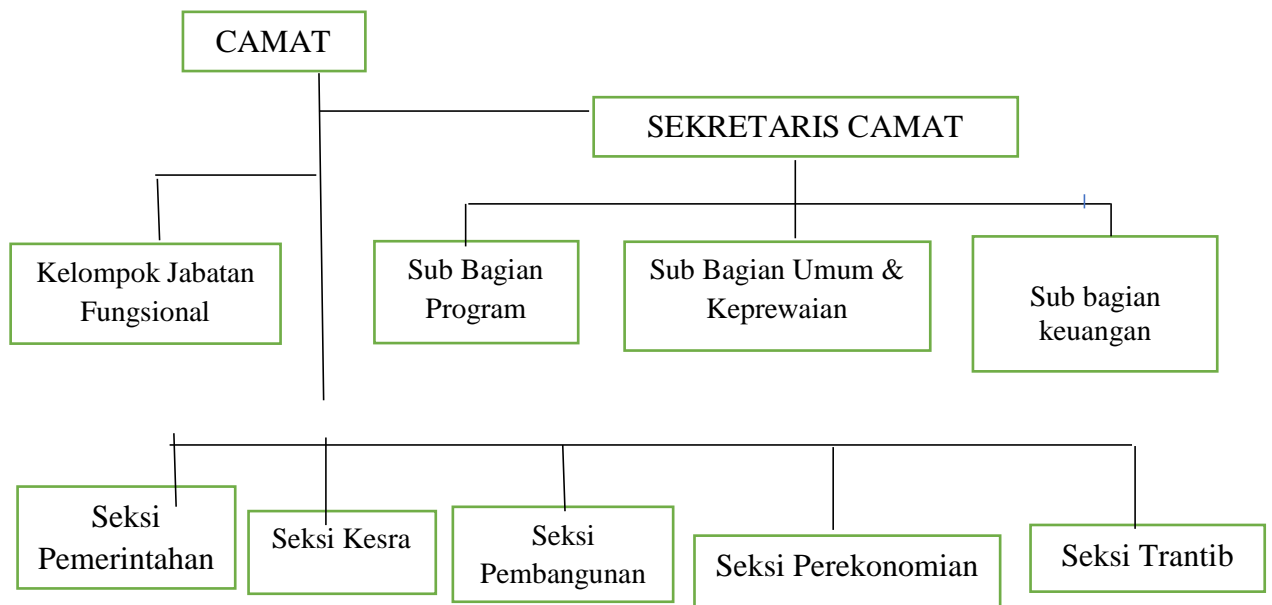 CAMAT
SEKRETARIS CAMAT
Kelompok Jabatan
Fungsional
Sub Bagian
Program
Sub Bagian Umum &
Keprewaian
Sub bagian
keuangan
Seksi
Pemerintahan
Seksi Kesra
Seksi
Pembangunan
Seksi Perekonomian
Seksi Trantib